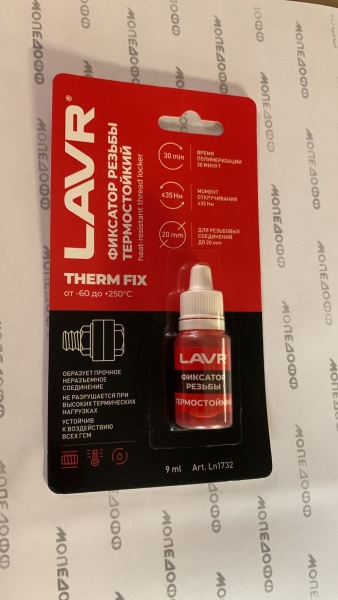 LAVR®
ФИКСАТОР РЕЗЬБЫ
ТЕРМОСТОЙКИЙ
heat-resistant thread locker
THERM FIX
от -60 до +250°C
30 min
ВРЕМЯ
ПОЛИМЕРИЗАЦИИ
30 МИНУТ
≤35 Нм
МОМЕНТ
ОТКРУЧИВАНИЯ
≤35 Нм
20 mm
ДЛЯ РЕЗЬБОВЫХ
СОЕДИНЕНИЙ
ДО 20 mm
ОБРАЗУЕТ ПРОЧНОЕ
НЕРАЗЪЕМНОЕ
СОЕДИНЕНИЕ
НЕ РАЗРУШАЕТСЯ ПРИ
ВЫСОКИХ ТЕРМИЧЕСКИХ
НАГРУЗКАХ
УСТОЙЧИВ
К ВОЗДЕЙСТВИЮ
ВСЕХ ГСМ
LAVR
ФИКСАТОР
РЕЗЬБЫ
ТЕРМОСТОЙКИЙ
9 ml Art. Ln1732
МОПЕДОФФ